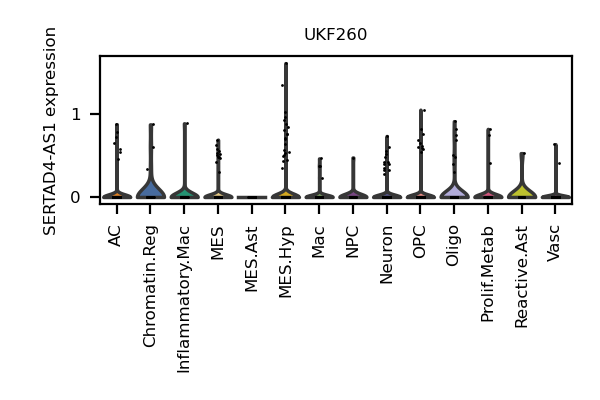 UKF260
SERTAD4-AS1 expression
1
0
AC
Chromatin.Reg
Inflammatory.Mac
MES
MES.Ast
MES.Hyp
Mac
NPC
Neuron
OPC
Oligo
Prolif.Metab
Reactive.Ast
Vasc